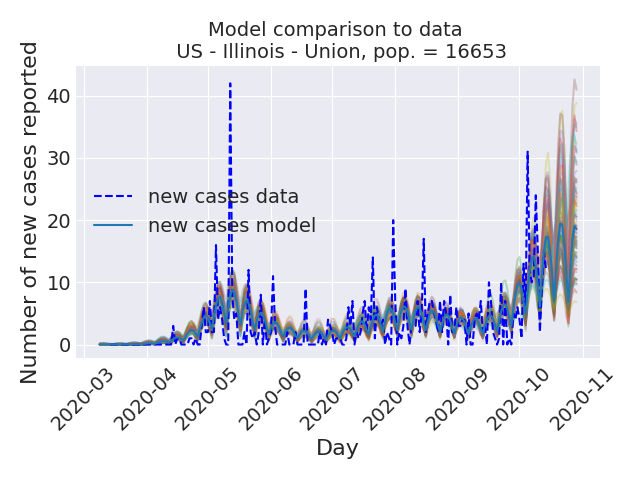 Model comparison to data
US - Illinois - Union, pop. = 16653
Number of new cases reported
40
30
20
10
0
new cases data
new cases model
2020-03
2020-04
2020-05
2020-06
2020-07
2020-08
2020-09
2020-10
2020-11
Day